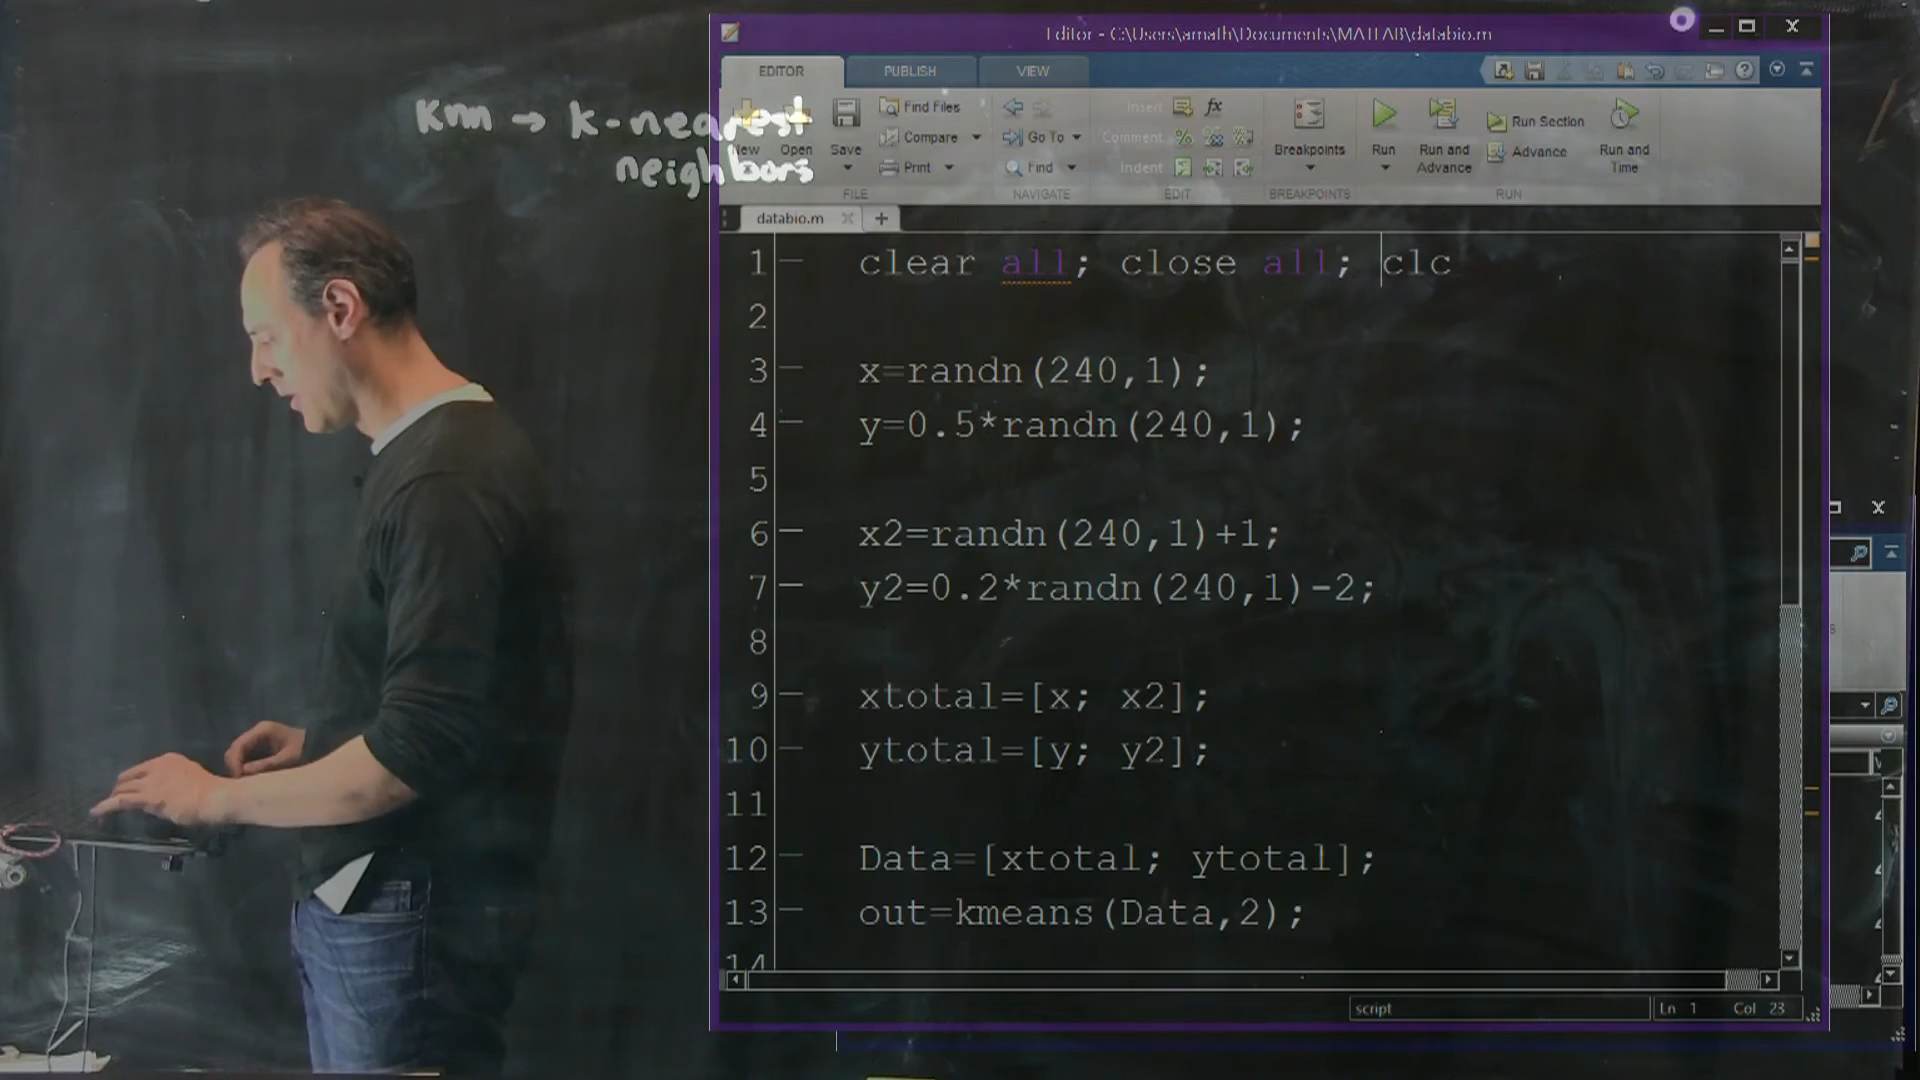 Km → k-nearest
neighbors
Editor - C:\Users\amath\Documents\MATLAB\databio.m
EDITOR PUBLISH VIEW
New Open Save Find Files Compare Print
Go To Find
Insert fx
Comment
Indent
Breakpoints Run Run and Advance Run Section Advance Run and Time
FILE NAVIGATE EDIT BREAKPOINTS RUN
databio.m
1 clear all; close all; clc
2
3 x=randn(240,1);
4 y=0.5*randn(240,1);
5
6 x2=randn(240,1)+1;
7 y2=0.2*randn(240,1)-2;
8
9 xtotal=[x; x2];
10 ytotal=[y; y2];
11
12 Data=[xtotal; ytotal];
13 out=kmeans(Data,2);
14
script Ln 1 Col 23